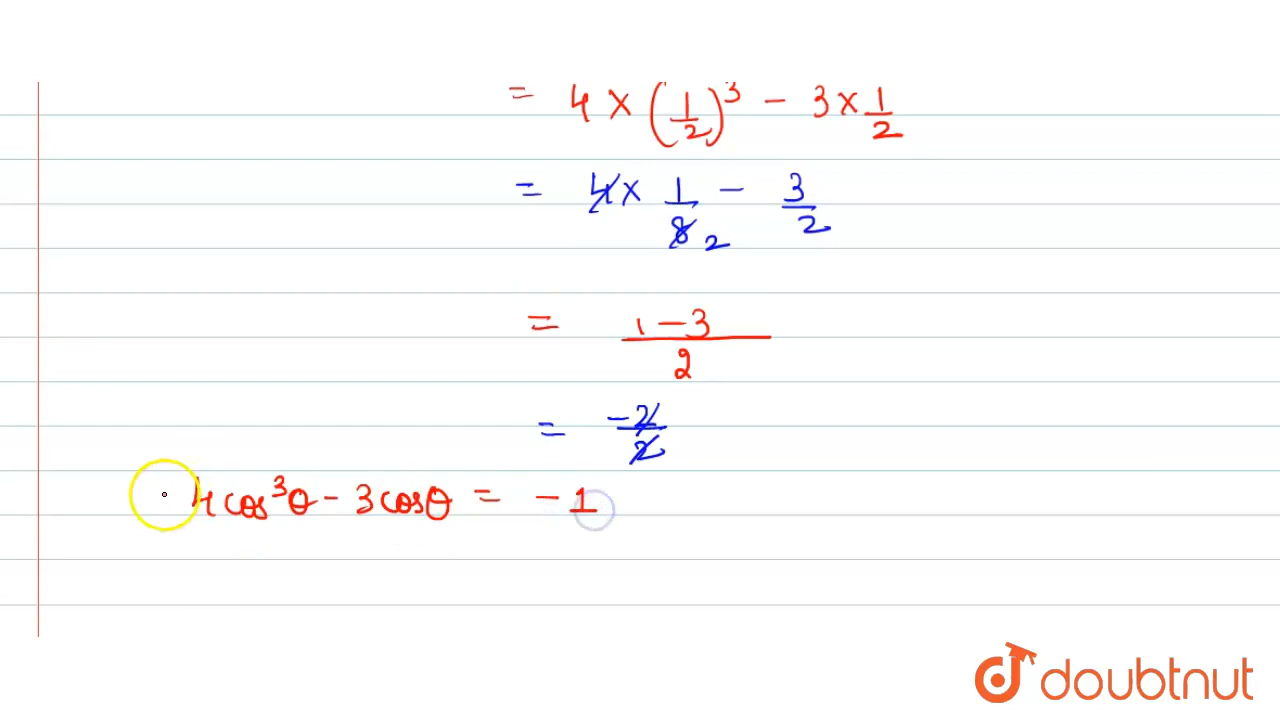 = 4 × (1/2)³ − 3 × 1/2
= 4 × 1/8 2 − 3/2
= 1 − 3/2
= −2/2
4 cos³θ − 3 cosθ = − 1
doubtnut